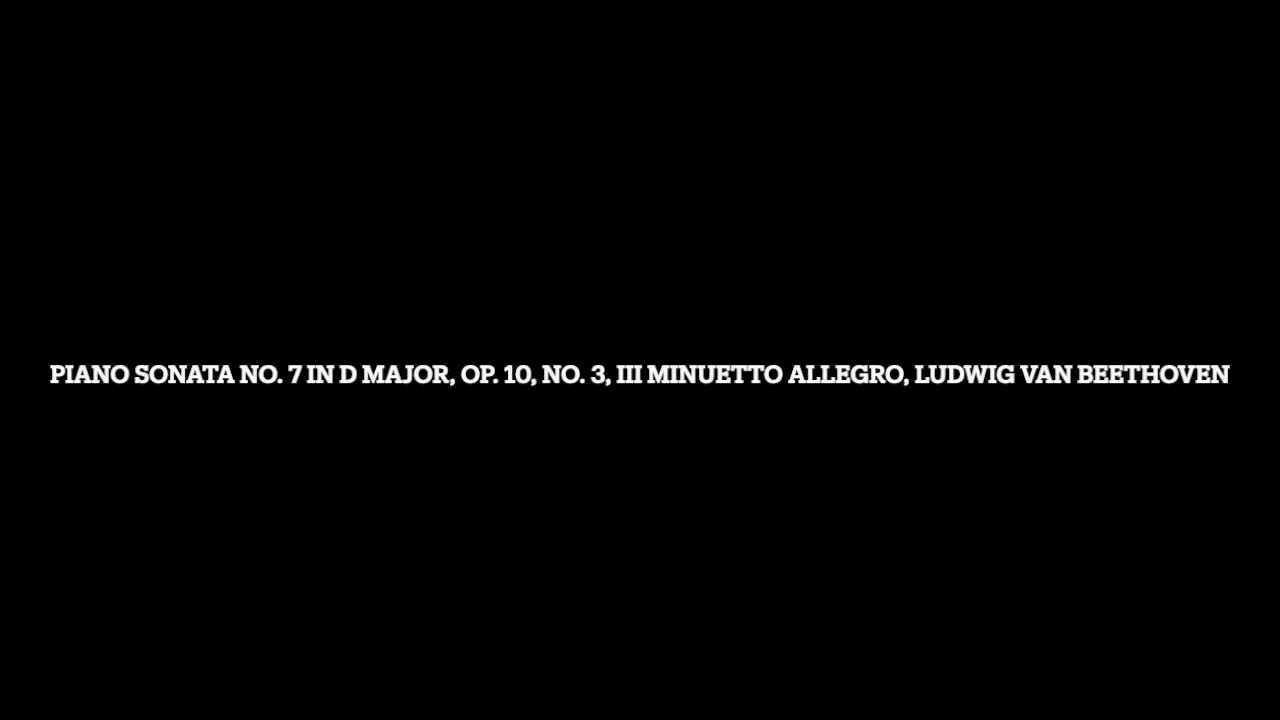 PIANO SONATA NO. 7 IN D MAJOR, OP. 10, NO. 3, III MINUETTO ALLEGRO, LUDWIG VAN BEETHOVEN